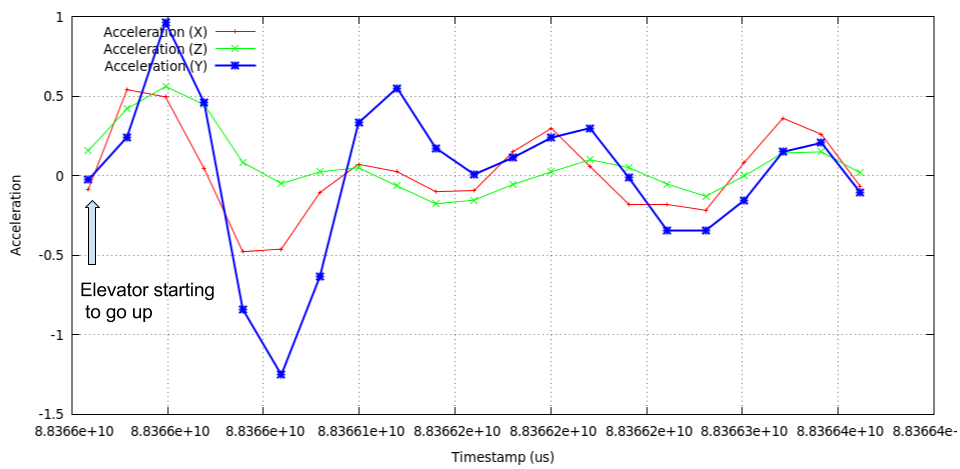 1
Acceleration (X)
Acceleration (Z)
Acceleration (Y)
0.5
0
Acceleration
-0.5
Elevator starting
to go up
-1
-1.5
8.8366e+10 8.8366e+10 8.8366e+10 8.83661e+10 8.83662e+10 8.83662e+10 8.83662e+10 8.83663e+10 8.83664e+10 8.83664e-
Timestamp (us)